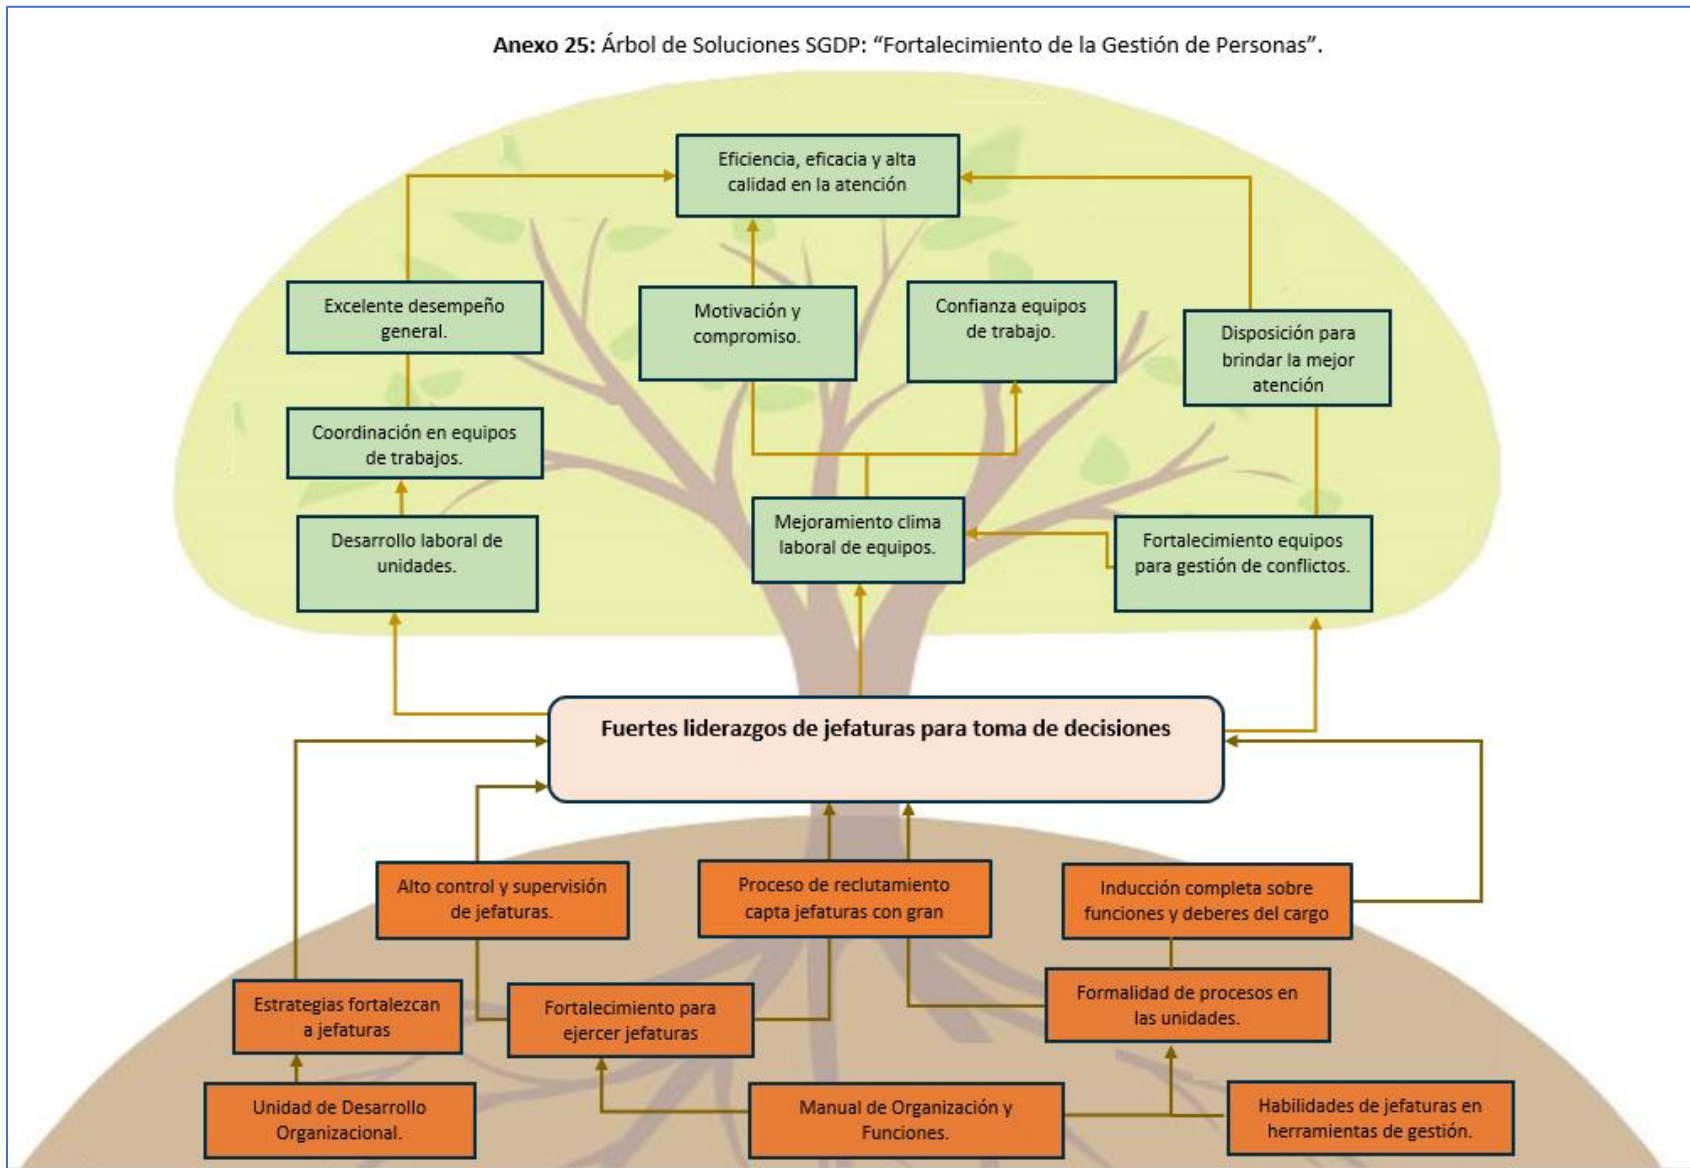 Anexo 25: Árbol de Soluciones SGDP: “Fortalecimiento de la Gestión de Personas”.
Eficiencia, eficacia y alta
calidad en la atención
Excelente desempeño
general.
Motivación y
compromiso.
Confianza equipos
de trabajo.
Disposición para
brindar la mejor
atención
Coordinación en equipos
de trabajos.
Desarrollo laboral de
unidades.
Mejoramiento clima
laboral de equipos.
Fortalecimiento equipos
para gestión de conflictos.
Fuertes liderazgos de jefaturas para toma de decisiones
Alto control y supervisión
de jefaturas.
Proceso de reclutamiento
capta jefaturas con gran
Inducción completa sobre
funciones y deberes del cargo
Estrategias fortalezcan
a jefaturas
Fortalecimiento para
ejercer jefaturas
Formalidad de procesos en
las unidades.
Unidad de Desarrollo
Organizacional.
Manual de Organización y
Funciones.
Habilidades de jefaturas en
herramientas de gestión.